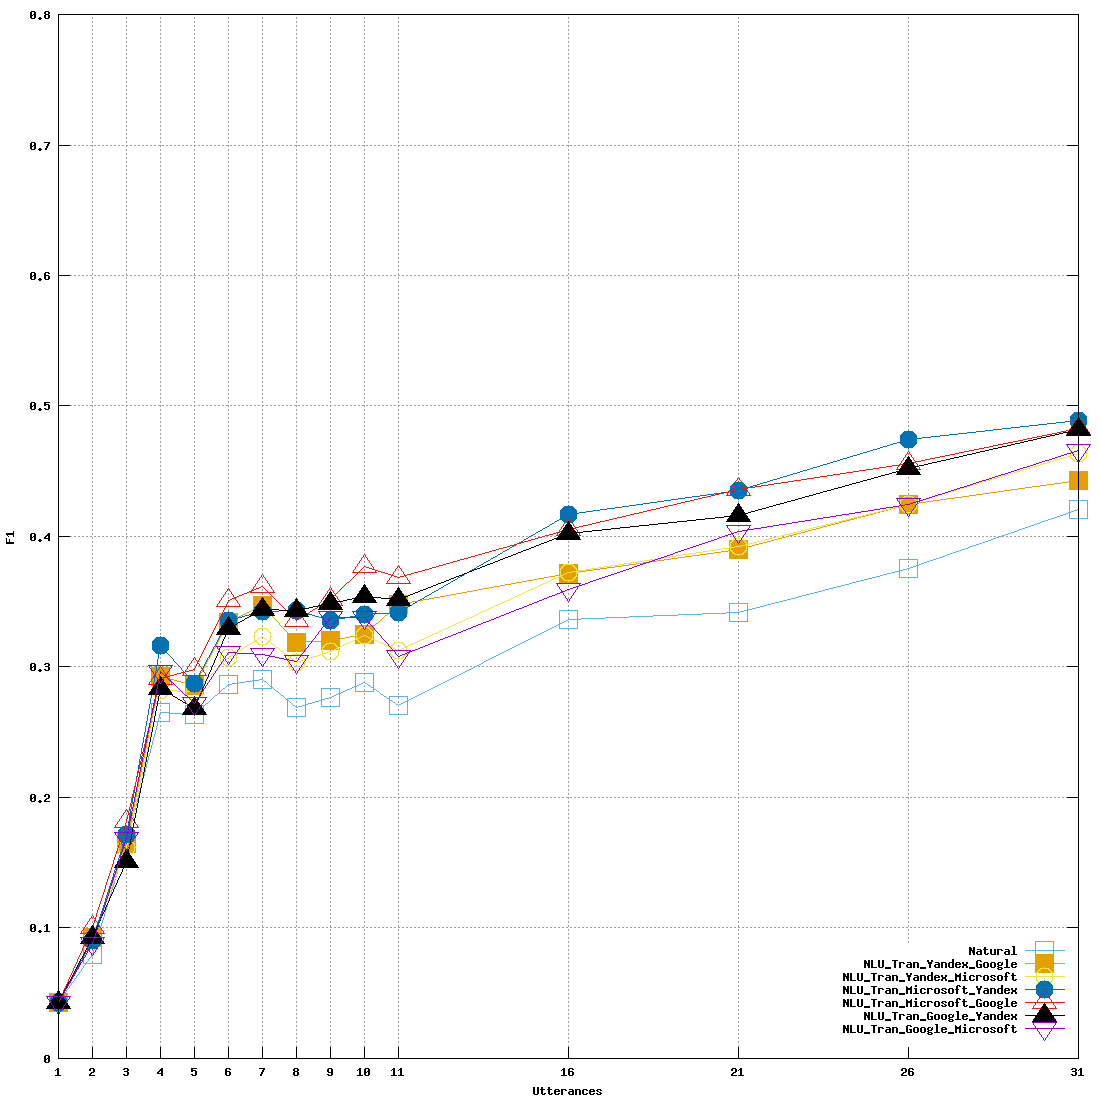 0.8
0.7
0.6
0.5
0.4
0.3
0.2
0.1
0
F1
1 2 3 4 5 6 7 8 9 10 11 16 21 26 31
Utterances
Natural
NLU_Tran_Yandex_Google
NLU_Tran_Yandex_Microsoft
NLU_Tran_Microsoft_Yandex
NLU_Tran_Microsoft_Google
NLU_Tran_Google_Yandex
NLU_Tran_Google_Microsoft